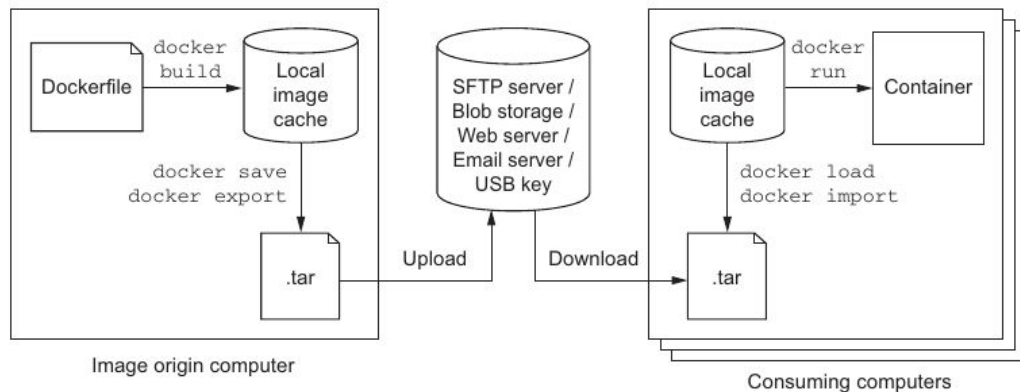 docker
build
Dockerfile
Local
image
cache
docker save
docker export
.tar
Image origin computer
Upload
SFTP server /
Blob storage /
Web server /
Email server /
USB key
Download
Local
image
cache
docker
run
Container
docker load
docker import
.tar
Consuming computers